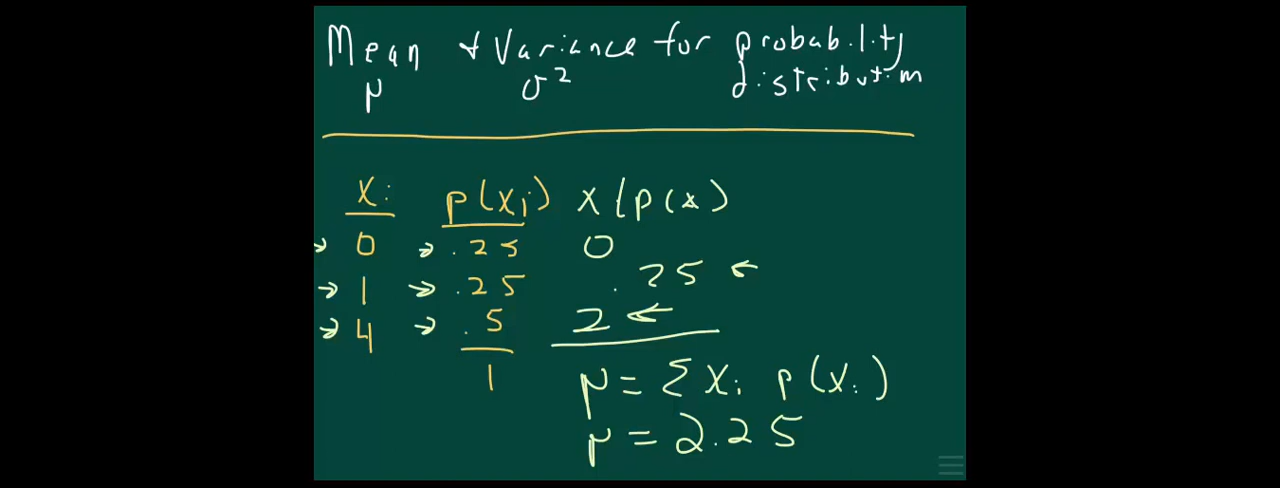 Mean & Variance for probability
μ σ² distribution
Xi p(Xi) x/p(x)
→ 0 → .25 0
→ 1 → .25 .25 ←
→ 4 → .5 2 ←
1 μ = Σ Xi p(Xi)
μ = 2.25